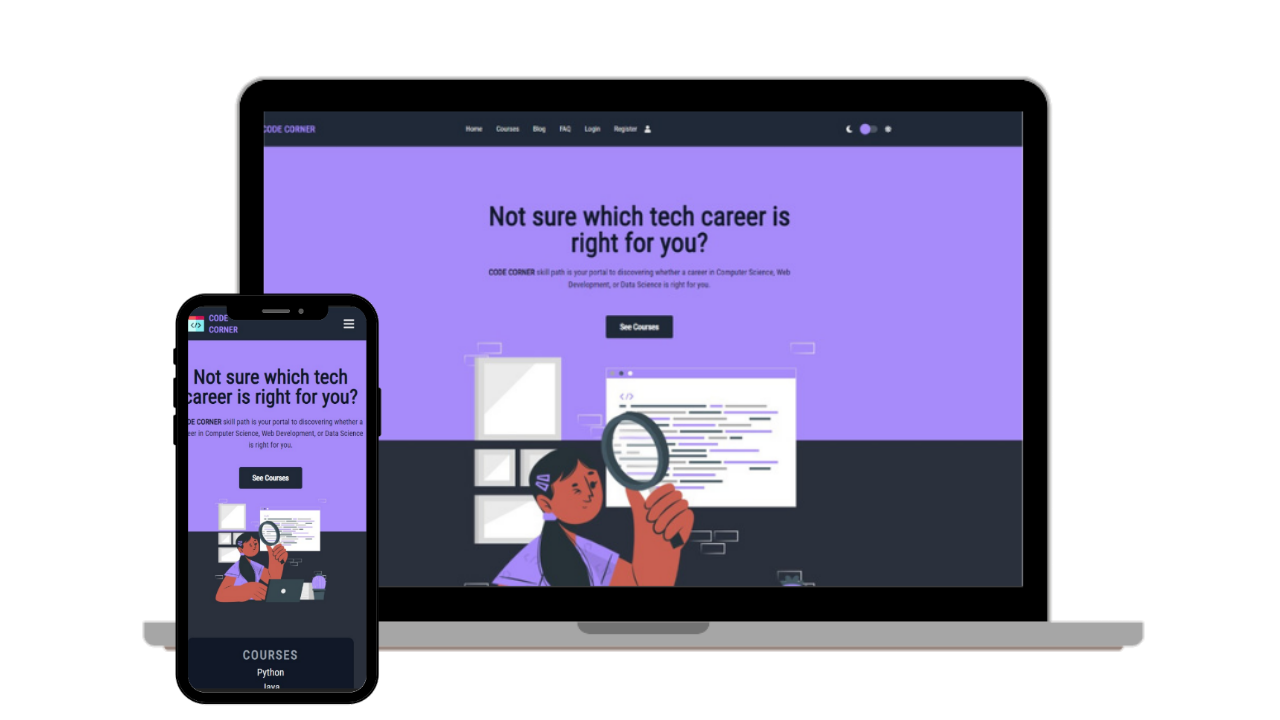 CODE CORNER
Home Courses Blog FAQ Login Register
Not sure which tech career is
right for you?
CODE CORNER skill path is your portal to discovering whether a career in Computer Science, Web
Development, or Data Science is right for you.
See Courses
</>
</>
CODE
CORNER
Not sure which tech
career is right for you?
DE CORNER skill path is your portal to discovering whether a
eer in Computer Science, Web Development, or Data Science
is right for you.
See Courses
COURSES
Python
Java